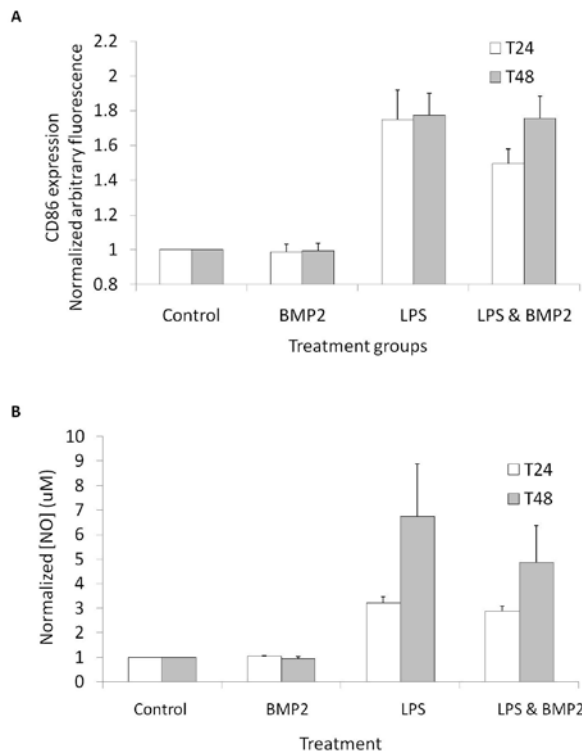 A
CD86 expression
Normalized arbitrary fluorescence
2.2
2
1.8
1.6
1.4
1.2
1
0.8
T24
T48
Control BMP2 LPS LPS & BMP2
Treatment groups
B
Normalized [NO] (uM)
10
9
8
7
6
5
4
3
2
1
0
T24
T48
Control BMP2 LPS LPS & BMP2
Treatment